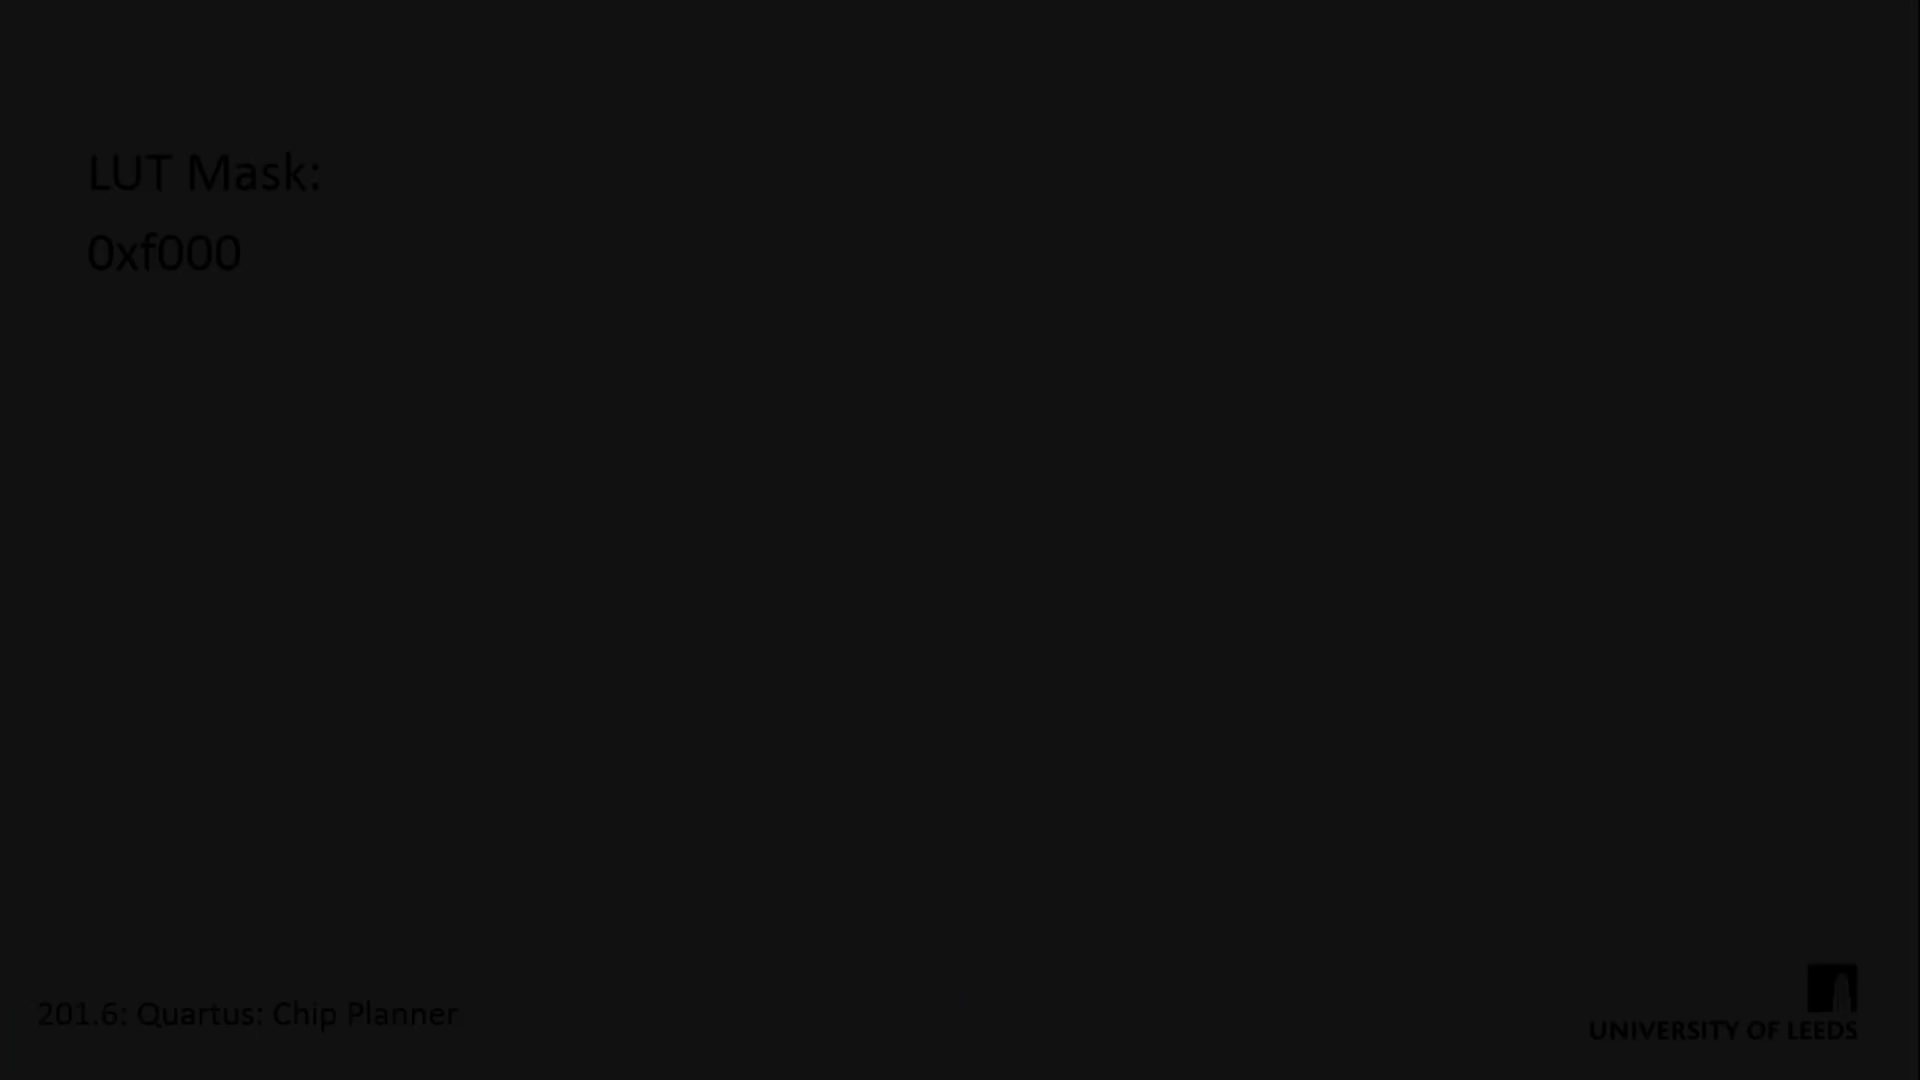 LUT Mask:
0xf000
201.6: Quartus: Chip Planner
UNIVERSITY OF LEEDS